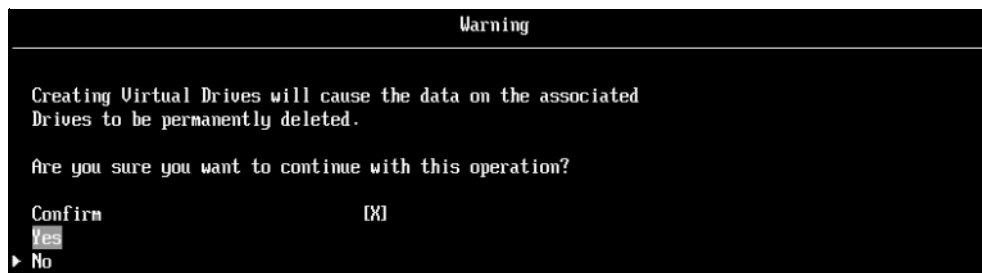 Warning
Creating Virtual Drives will cause the data on the associated
Drives to be permanently deleted.
Are you sure you want to continue with this operation?
Confirm [X]
Yes
► No